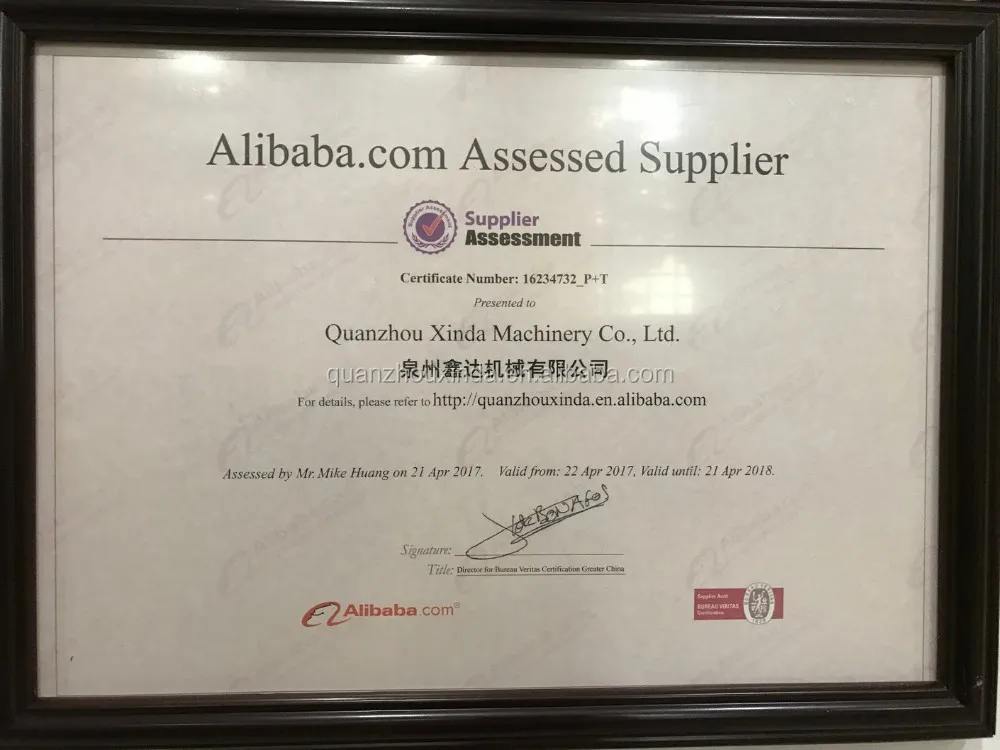 Alibaba.com Assessed Supplier
Supplier Assessment
Supplier
Assessment
Certificate Number: 16234732_P+T
Presented to
Quanzhou Xinda Machinery Co., Ltd.
泉州鑫达机械有限公司
quanzhouxinda.en.alibaba.com
For details, please refer to http://quanzhouxinda.en.alibaba.com
Assessed by Mr. Mike Huang on 21 Apr 2017. Valid from: 22 Apr 2017, Valid until: 21 Apr 2018.
Signature:
Title: Director for Bureau Veritas Certification Greater China
Alibaba.com®
Supplier Audit
BUREAU VERITAS
Certification